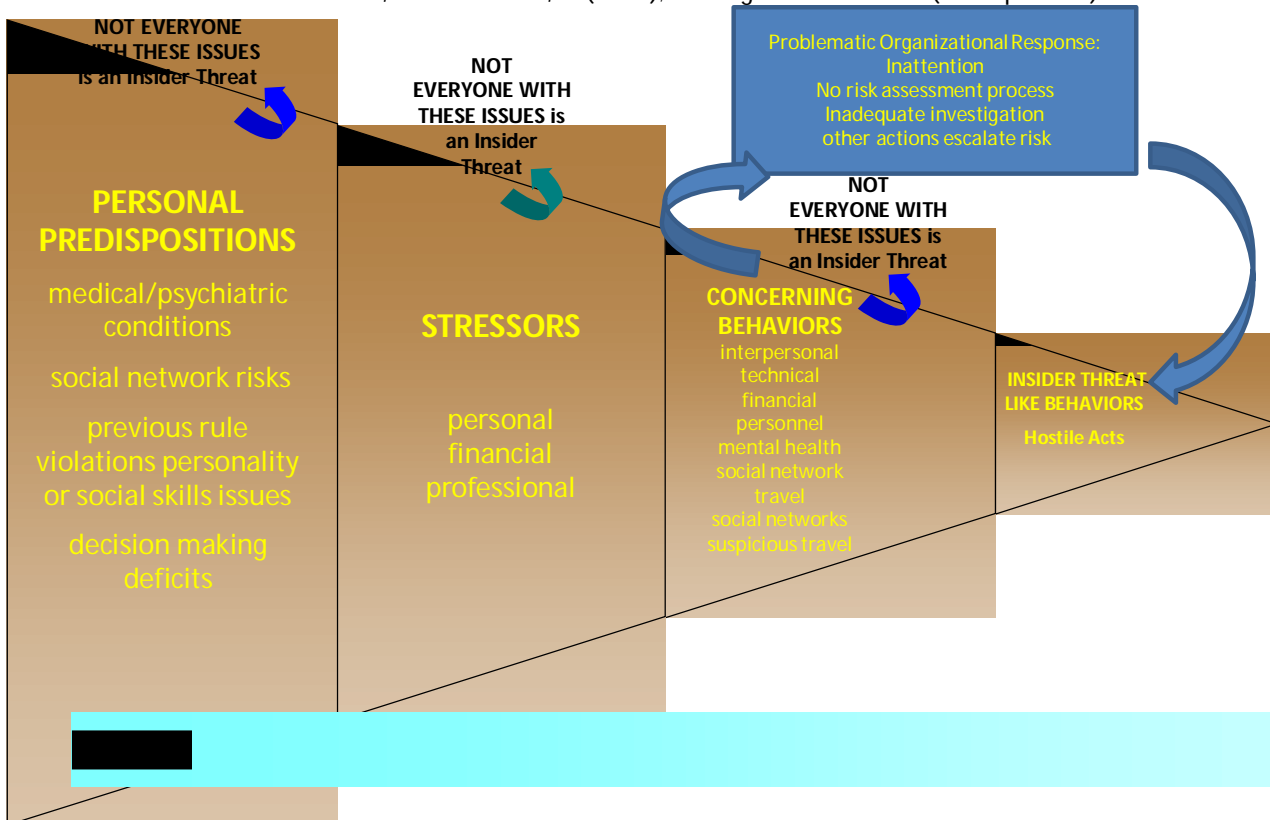 NOT EVERYONE
WITH THESE ISSUES
is an Insider Threat
NOT
EVERYONE WITH
THESE ISSUES is
an Insider
Threat
Problematic Organizational Response:
Inattention
No risk assessment process
Inadequate investigation
other actions escalate risk
NOT
EVERYONE WITH
THESE ISSUES is
an Insider Threat
PERSONAL
PREDISPOSITIONS
medical/psychiatric
conditions
social network risks
previous rule
violations personality
or social skills issues
decision making
deficits
STRESSORS
personal
financial
professional
CONCERNING
BEHAVIORS
interpersonal
technical
financial
personnel
mental health
social network
travel
social networks
suspicious travel
INSIDER THREAT
LIKE BEHAVIORS
Hostile Acts